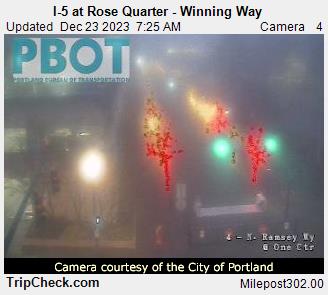 I-5 at Rose Quarter - Winning Way
Updated Dec 23 2023 7:25 AM Camera 4
PBOT
PORTLAND BUREAU OF TRANSPORTATION
4 - N. Ramsey Wy
@ One Ctr
Camera courtesy of the City of Portland
TripCheck.com Milepost302.00